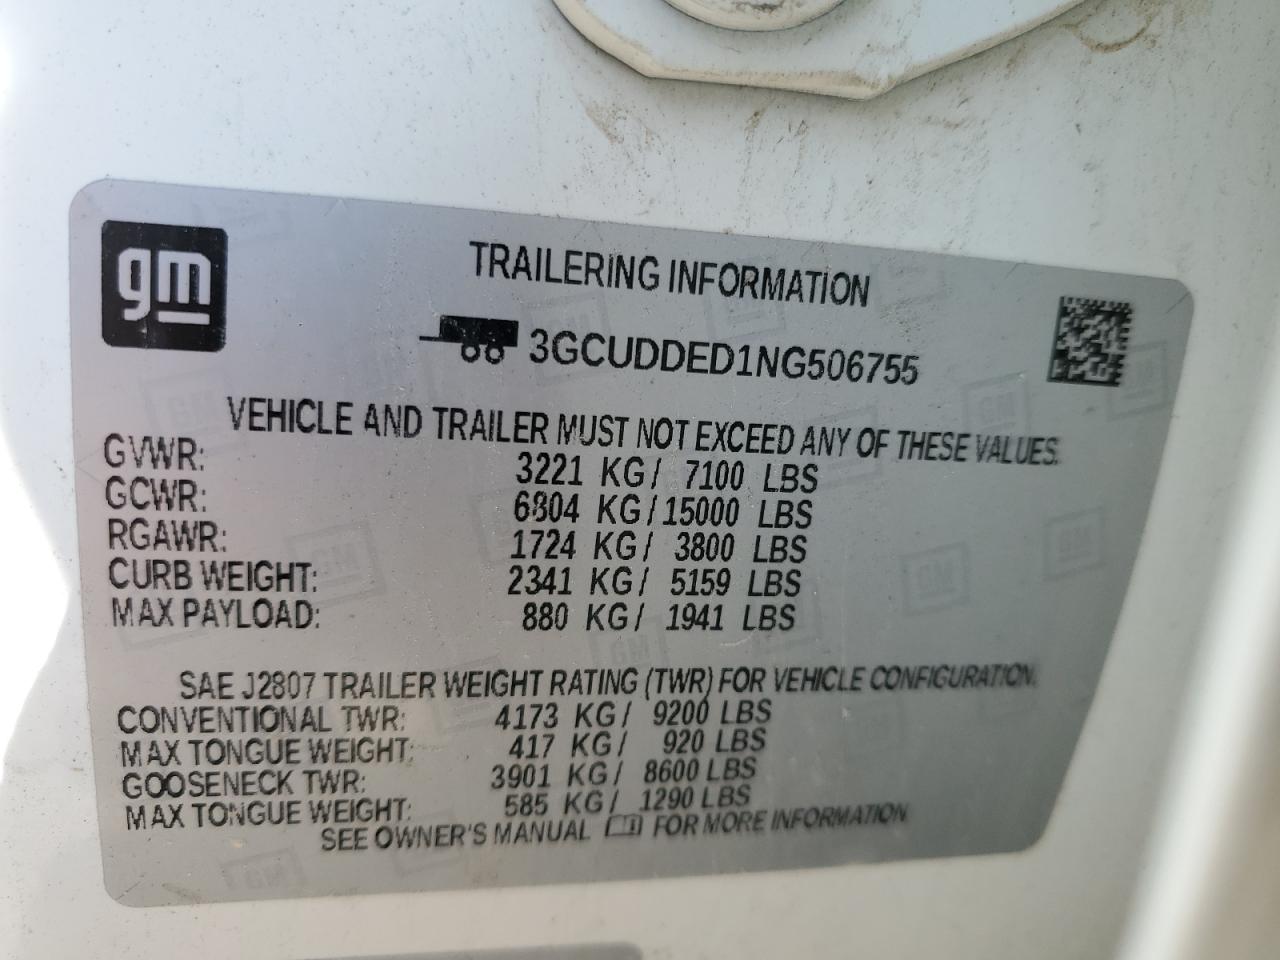 gm
TRAILERING INFORMATION
3GCUDDED1NG506755
VEHICLE AND TRAILER MUST NOT EXCEED ANY OF THESE VALUES.
GVWR: 3221 KG/ 7100 LBS
GCWR: 6804 KG/15000 LBS
RGAWR: 1724 KG/ 3800 LBS
CURB WEIGHT: 2341 KG/ 5159 LBS
MAX PAYLOAD: 880 KG/ 1941 LBS
SAE J2807 TRAILER WEIGHT RATING (TWR) FOR VEHICLE CONFIGURATION.
CONVENTIONAL TWR: 4173 KG/ 9200 LBS
MAX TONGUE WEIGHT: 417 KG/ 920 LBS
GOOSENECK TWR: 3901 KG/ 8600 LBS
MAX TONGUE WEIGHT: 585 KG/ 1290 LBS
SEE OWNER'S MANUAL FOR MORE INFORMATION